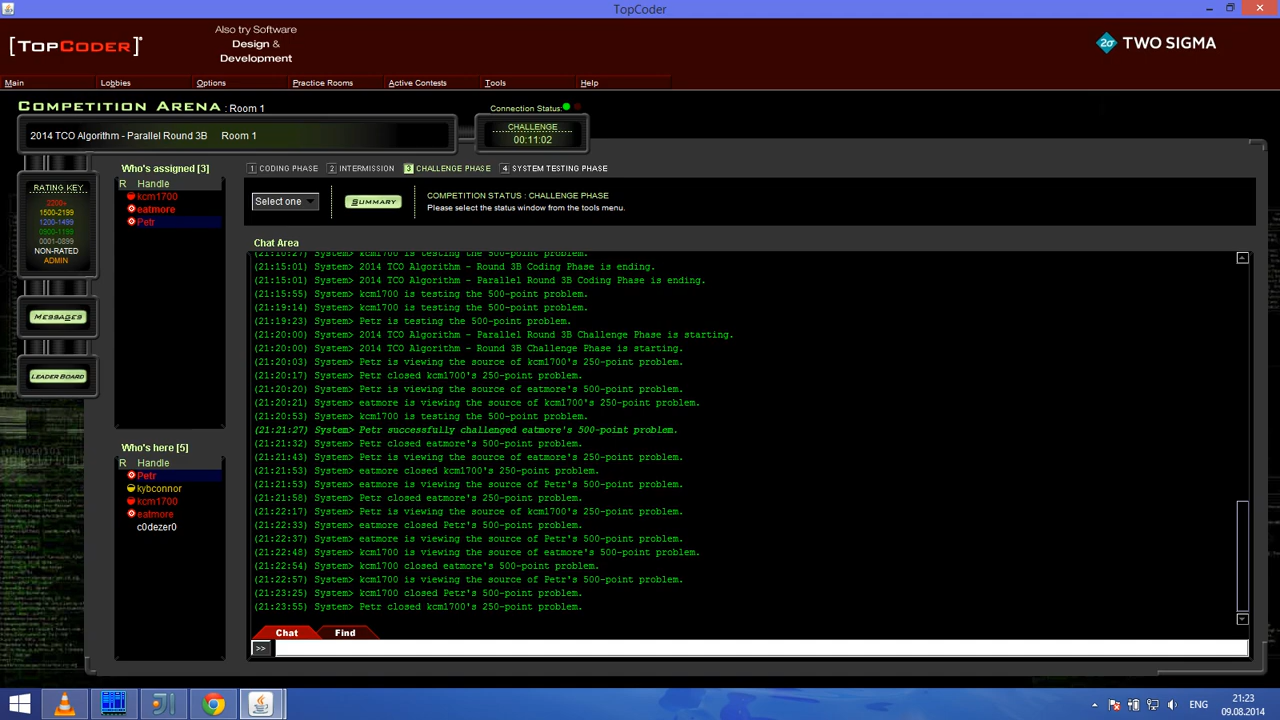 TopCoder
[TOPCODER]®
Also try Software
Design &
Development
2σ TWO SIGMA
Main Lobbies Options Practice Rooms Active Contests Tools Help
COMPETITION ARENA : Room 1
Connection Status:
2014 TCO Algorithm - Parallel Round 3B Room 1
CHALLENGE
00:11:02
RATING KEY
2200+
1500-2199
1200-1499
0900-1199
0001-0899
NON-RATED
ADMIN
MESSAGES
LEADER BOARD
Who's assigned [3]
R Handle
kcm1700
eatmore
Petr
Who's here [5]
R Handle
Petr
kybconnor
kcm1700
eatmore
c0dezer0
1 CODING PHASE 2 INTERMISSION 3 CHALLENGE PHASE 4 SYSTEM TESTING PHASE
Select one
SUMMARY
COMPETITION STATUS : CHALLENGE PHASE
Please select the status window from the tools menu.
Chat Area
System> kcm1700 is testing the 500-point problem.
(21:15:01) System> 2014 TCO Algorithm - Round 3B Coding Phase is ending.
(21:15:01) System> 2014 TCO Algorithm - Parallel Round 3B Coding Phase is ending.
(21:15:55) System> kcm1700 is testing the 500-point problem.
(21:19:14) System> kcm1700 is testing the 500-point problem.
(21:19:23) System> Petr is testing the 500-point problem.
(21:20:00) System> 2014 TCO Algorithm - Parallel Round 3B Challenge Phase is starting.
(21:20:00) System> 2014 TCO Algorithm - Round 3B Challenge Phase is starting.
(21:20:03) System> Petr is viewing the source of kcm1700's 250-point problem.
(21:20:17) System> Petr closed kcm1700's 250-point problem.
(21:20:20) System> Petr is viewing the source of eatmore's 500-point problem.
(21:20:21) System> eatmore is viewing the source of kcm1700's 250-point problem.
(21:20:53) System> kcm1700 is testing the 500-point problem.
(21:21:27) System> Petr successfully challenged eatmore's 500-point problem.
(21:21:32) System> Petr closed eatmore's 500-point problem.
(21:21:43) System> Petr is viewing the source of eatmore's 250-point problem.
(21:21:53) System> eatmore closed kcm1700's 250-point problem.
(21:21:53) System> eatmore is viewing the source of Petr's 500-point problem.
(21:21:58) System> Petr closed eatmore's 250-point problem.
(21:22:17) System> Petr is viewing the source of kcm1700's 250-point problem.
(21:22:33) System> eatmore closed Petr's 500-point problem.
(21:22:37) System> eatmore is viewing the source of Petr's 500-point problem.
(21:22:48) System> kcm1700 is viewing the source of eatmore's 500-point problem.
(21:22:54) System> kcm1700 closed eatmore's 500-point problem.
(21:22:57) System> kcm1700 is viewing the source of Petr's 500-point problem.
(21:23:25) System> kcm1700 closed Petr's 500-point problem.
(21:23:55) System> Petr closed kcm1700's 250-point problem.
Chat Find
>>
ENG
21:23
09.08.2014